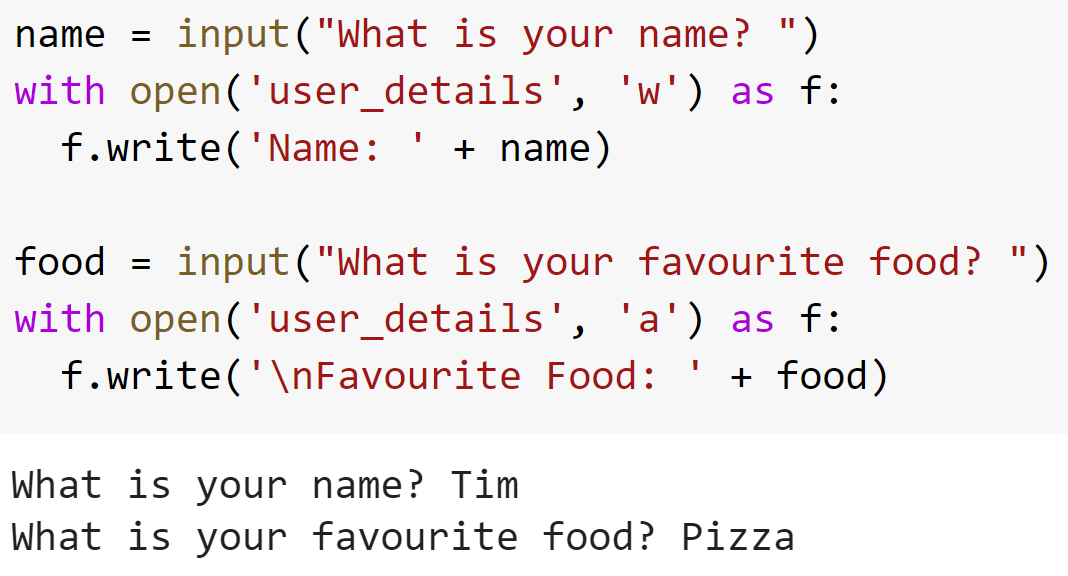 name = input("What is your name? ")
with open('user_details', 'w') as f:
  f.write('Name: ' + name)

food = input("What is your favourite food? ")
with open('user_details', 'a') as f:
  f.write('\nFavourite Food: ' + food)

What is your name? Tim
What is your favourite food? Pizza